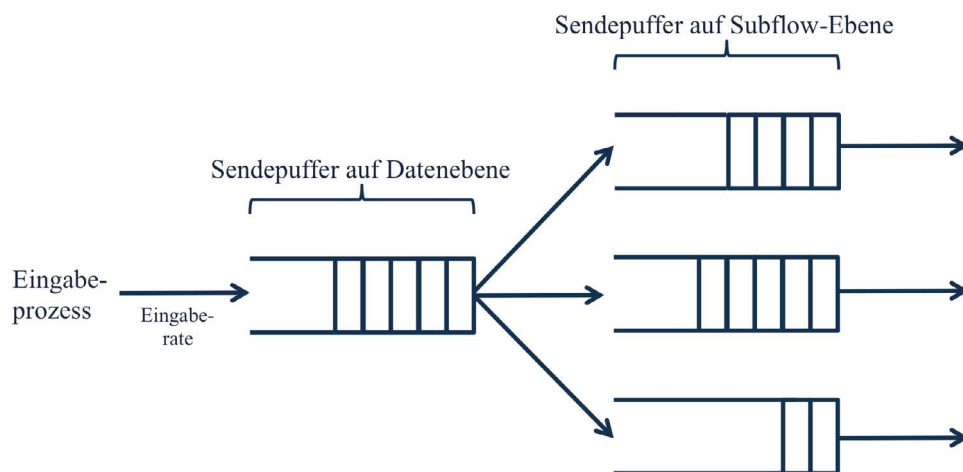 Sendepuffer auf Subflow-Ebene
Sendepuffer auf Datenebene
Eingabe-
prozess
Eingabe-
rate